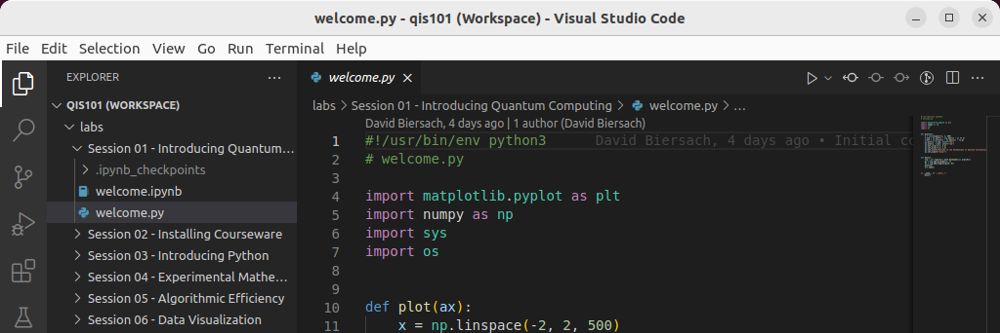 welcome.py - qis101 (Workspace) - Visual Studio Code
File Edit Selection View Go Run Terminal Help
EXPLORER ...
QIS101 (WORKSPACE)
labs
Session 01 - Introducing Quantum...
.ipynb_checkpoints
welcome.ipynb
welcome.py
Session 02 - Installing Courseware
Session 03 - Introducing Python
Session 04 - Experimental Mathe...
Session 05 - Algorithmic Efficiency
Session 06 - Data Visualization
welcome.py
labs > Session 01 - Introducing Quantum Computing > welcome.py > ...
David Biersach, 4 days ago | 1 author (David Biersach)
1 #!/usr/bin/env python3 David Biersach, 4 days ago • Initial co
2 # welcome.py
3
4 import matplotlib.pyplot as plt
5 import numpy as np
6 import sys
7 import os
8
9
10 def plot(ax):
11 x = np.linspace(-2, 2, 500)